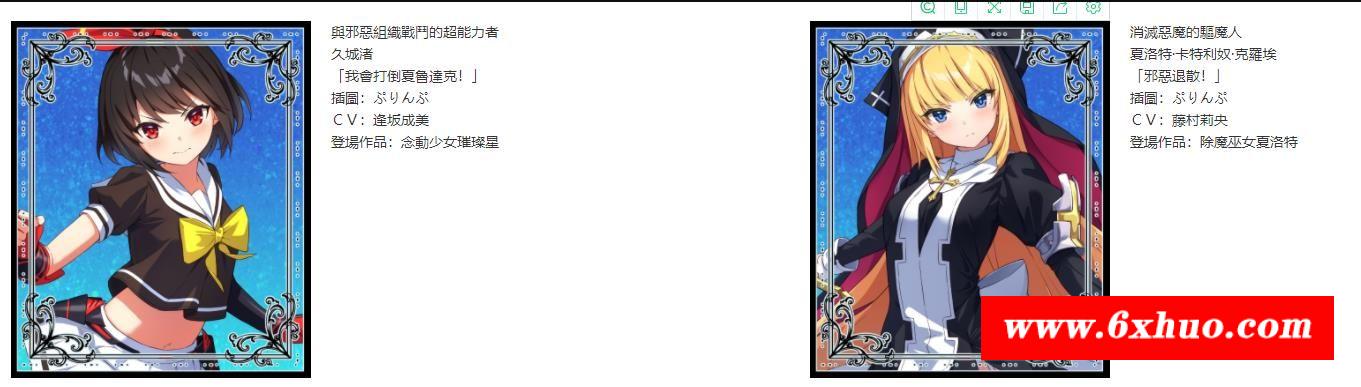 與邪惡組織戰鬥的超能力者
久城渚
「我會打倒夏魯達克！」
插圖：ぷりんぷ
ＣＶ：逢坂成美
登場作品：念動少女璀璨星
消滅惡魔的驅魔人
夏洛特·卡特利奴·克羅埃
「邪惡退散！」
插圖：ぷりんぷ
ＣＶ：藤村莉央
登場作品：除魔巫女夏洛特
www.6xhuo.com